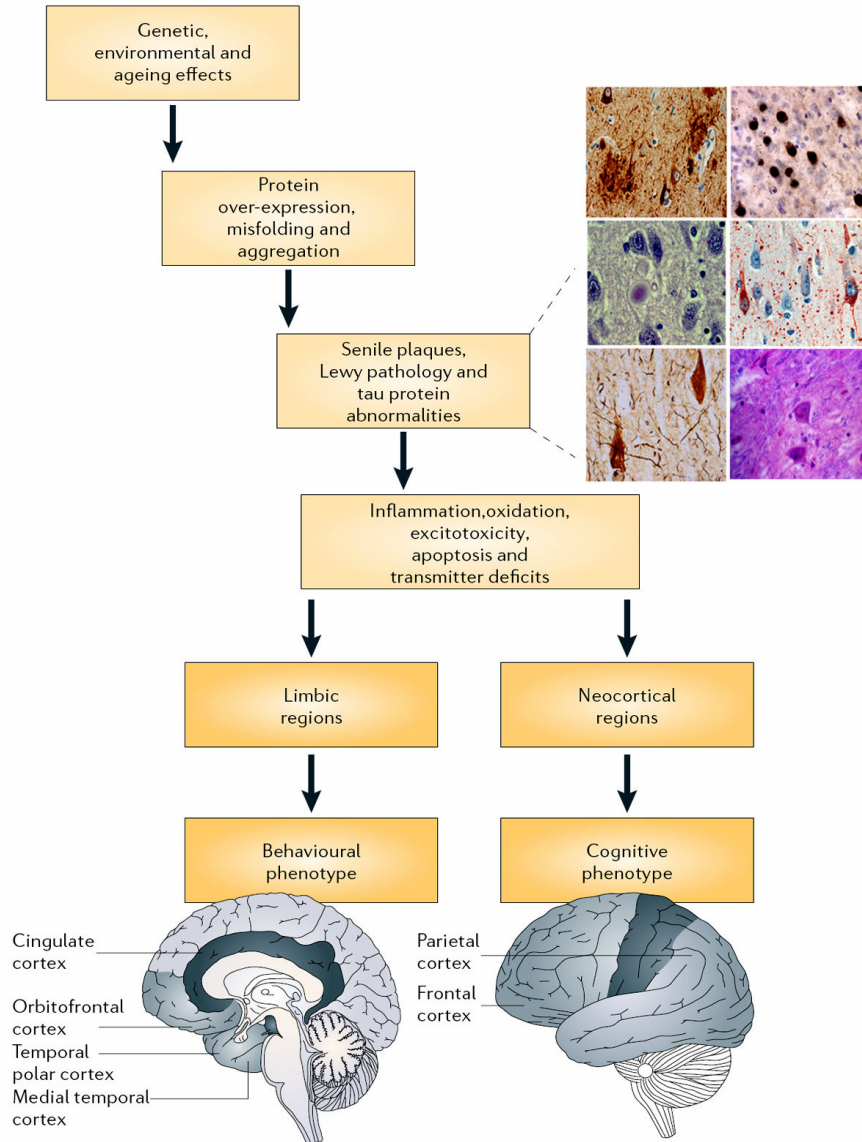 Genetic,
environmental and
ageing effects
Protein
over-expression,
misfolding and
aggregation
Senile plaques,
Lewy pathology and
tau protein
abnormalities
Inflammation,oxidation,
excitotoxicity,
apoptosis and
transmitter deficits
Limbic
regions
Neocortical
regions
Behavioural
phenotype
Cognitive
phenotype
Cingulate
cortex
Orbitofrontal
cortex
Temporal
polar cortex
Medial temporal
cortex
Parietal
cortex
Frontal
cortex